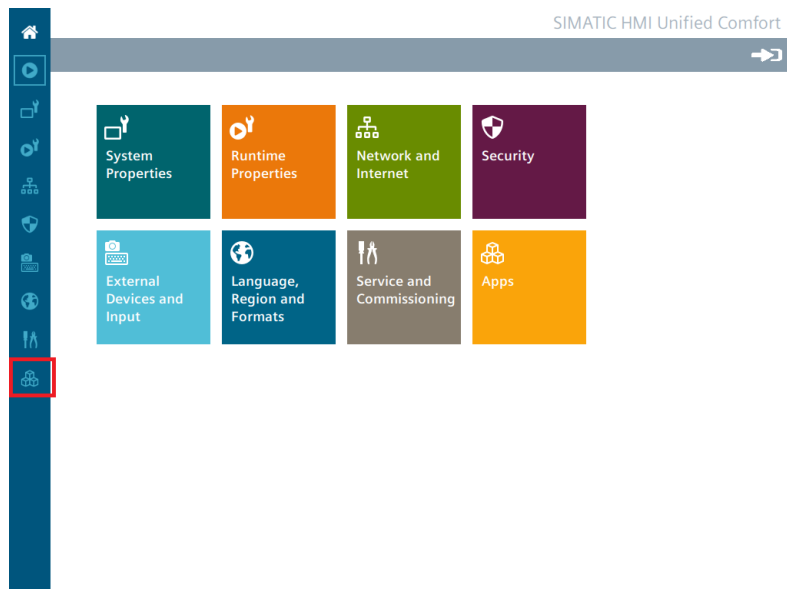 SIMATIC HMI Unified Comfort
System
Properties
Runtime
Properties
Network and
Internet
Security
External
Devices and
Input
Language,
Region and
Formats
Service and
Commissioning
Apps